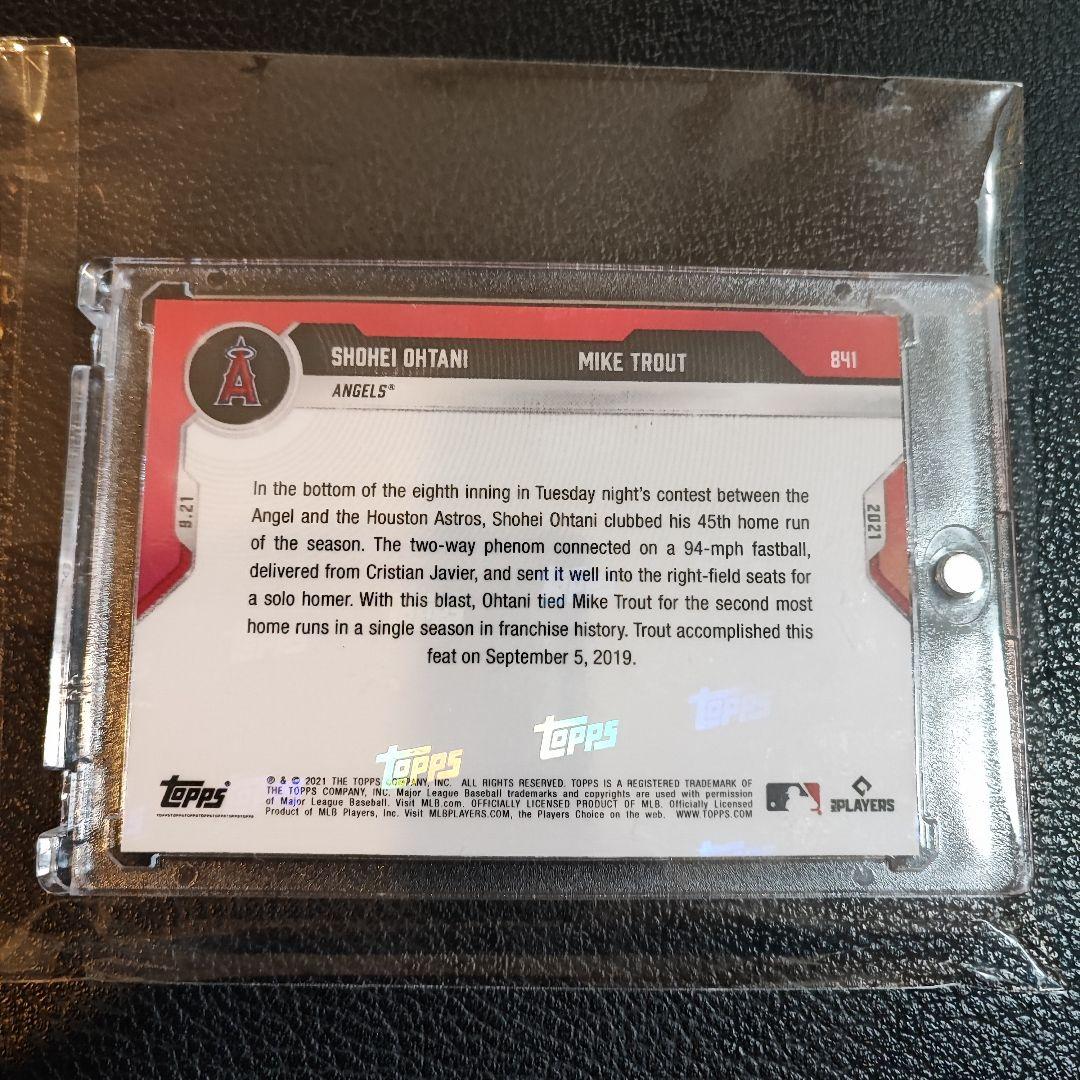 A
SHOHEI OHTANI MIKE TROUT 841
ANGELS®
In the bottom of the eighth inning in Tuesday night's contest between the
Angel and the Houston Astros, Shohei Ohtani clubbed his 45th home run
of the season. The two-way phenom connected on a 94-mph fastball,
delivered from Cristian Javier, and sent it well into the right-field seats for
a solo homer. With this blast, Ohtani tied Mike Trout for the second most
home runs in a single season in franchise history. Trout accomplished this
feat on September 5, 2019.
9.21
2021
Topps
Topps
Topps
Topps®
℗ & © 2021 THE TOPPS COMPANY, INC. ALL RIGHTS RESERVED. TOPPS IS A REGISTERED TRADEMARK OF
THE TOPPS COMPANY, INC. Major League Baseball trademarks and copyrights are used with permission
of Major League Baseball. Visit MLB.com. OFFICIALLY LICENSED PRODUCT OF MLB. Officially Licensed
Product of MLB Players, Inc. Visit MLBPLAYERS.COM, the Players Choice on the web. WWW.TOPPS.COM
PLAYERS